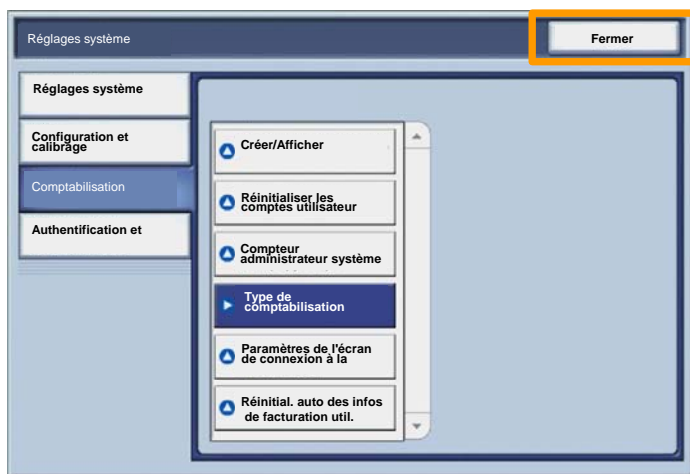 Réglages système
Fermer
Réglages système
Configuration et
calibrage
Comptabilisation
Authentification et
Créer/Afficher
Réinitialiser les
comptes utilisateur
Compteur
administrateur système
Type de
comptabilisation
Paramètres de l'écran
de connexion à la
Réinitial. auto des infos
de facturation util.